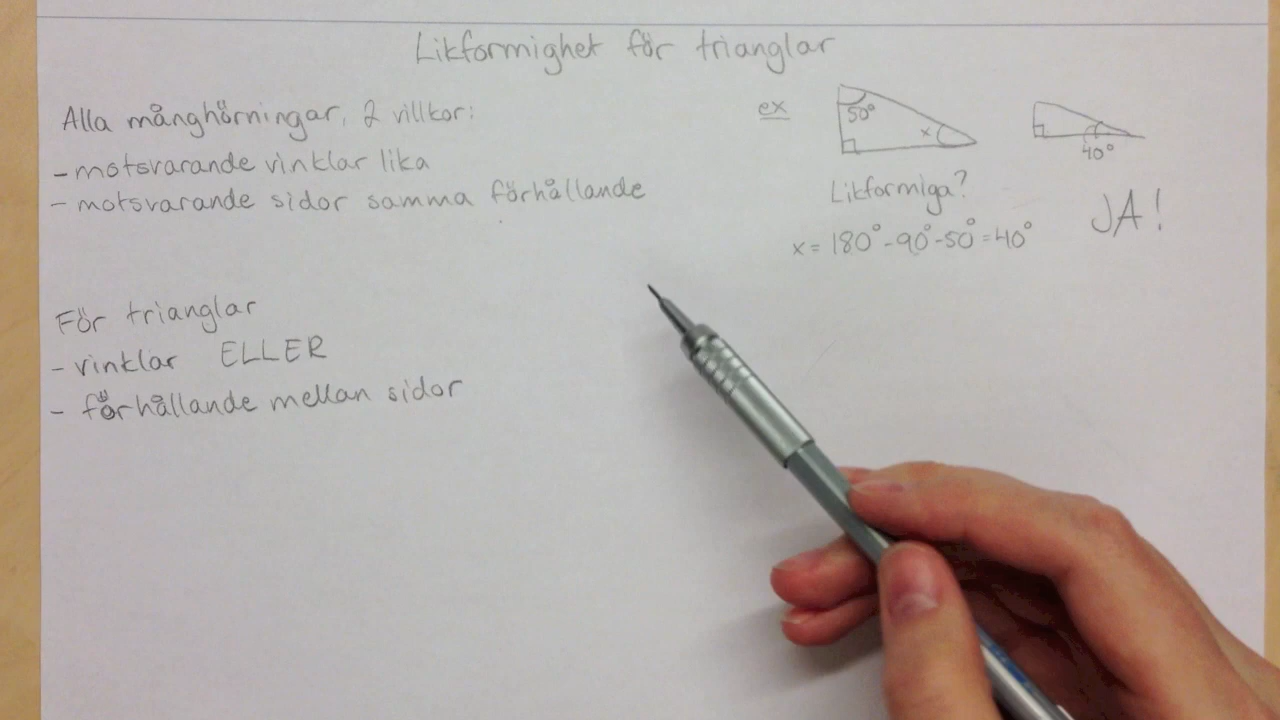 Likformighet för trianglar
Alla månghörningar, 2 villkor:
- motsvarande vinklar lika
- motsvarande sidor samma förhållande
För trianglar
- vinklar ELLER
- förhållande mellan sidor
ex
50°
x
40°
Likformiga?
JA!
x = 180° - 90° - 50° = 40°